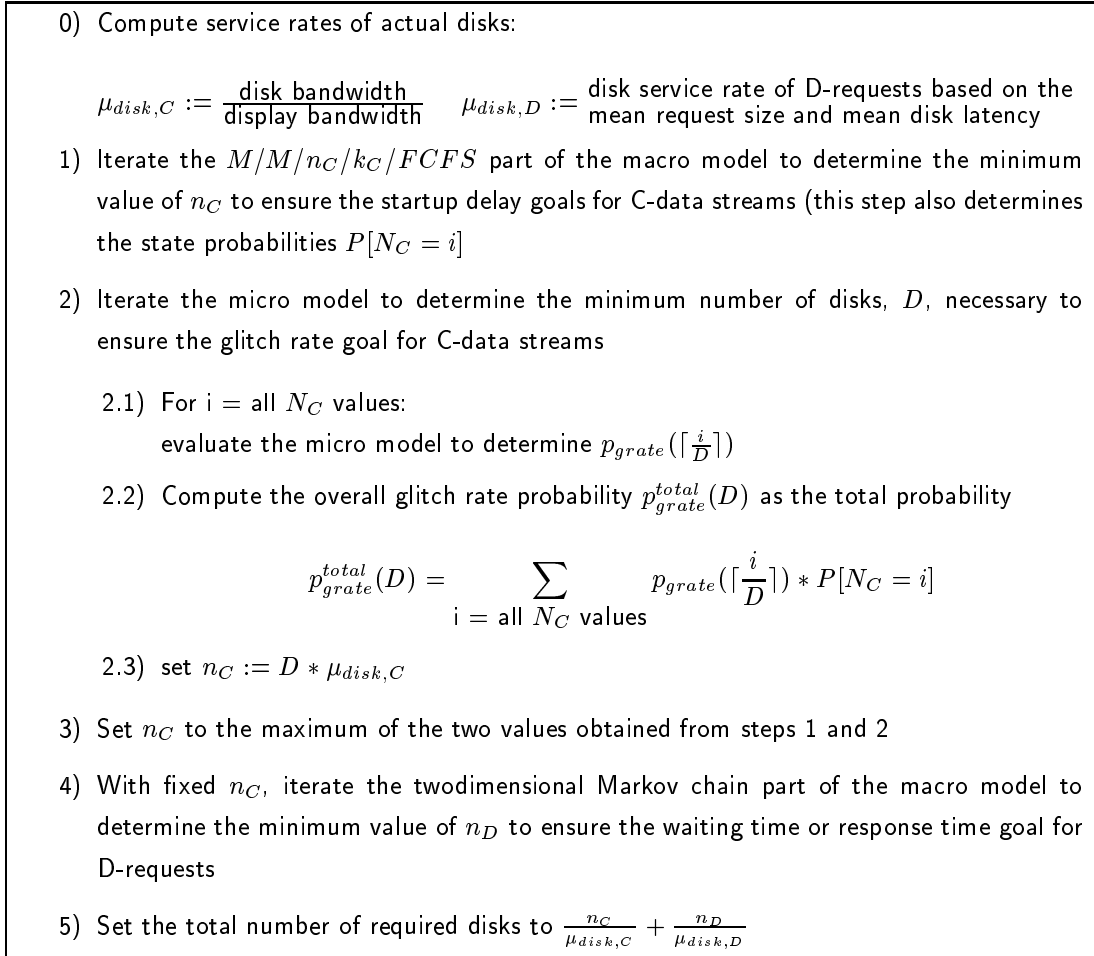 0) Compute service rates of actual disks:
μ_{disk,C} := \frac{disk bandwidth}{display bandwidth} μ_{disk,D} := disk service rate of D-requests based on the
mean request size and mean disk latency
1) Iterate the M/M/n_C/k_C/FCFS part of the macro model to determine the minimum
value of n_C to ensure the startup delay goals for C-data streams (this step also determines
the state probabilities P[N_C = i]
2) Iterate the micro model to determine the minimum number of disks, D, necessary to
ensure the glitch rate goal for C-data streams
2.1) For i = all N_C values:
evaluate the micro model to determine p_{grate}(⌈\frac{i}{D}⌉)
2.2) Compute the overall glitch rate probability p_{grate}^{total}(D) as the total probability
p_{grate}^{total}(D) = \sum_{i = all N_C values} p_{grate}(⌈\frac{i}{D}⌉) * P[N_C = i]
2.3) set n_C := D * μ_{disk,C}
3) Set n_C to the maximum of the two values obtained from steps 1 and 2
4) With fixed n_C, iterate the twodimensional Markov chain part of the macro model to
determine the minimum value of n_D to ensure the waiting time or response time goal for
D-requests
5) Set the total number of required disks to \frac{n_C}{μ_{disk,C}} + \frac{n_D}{μ_{disk,D}}